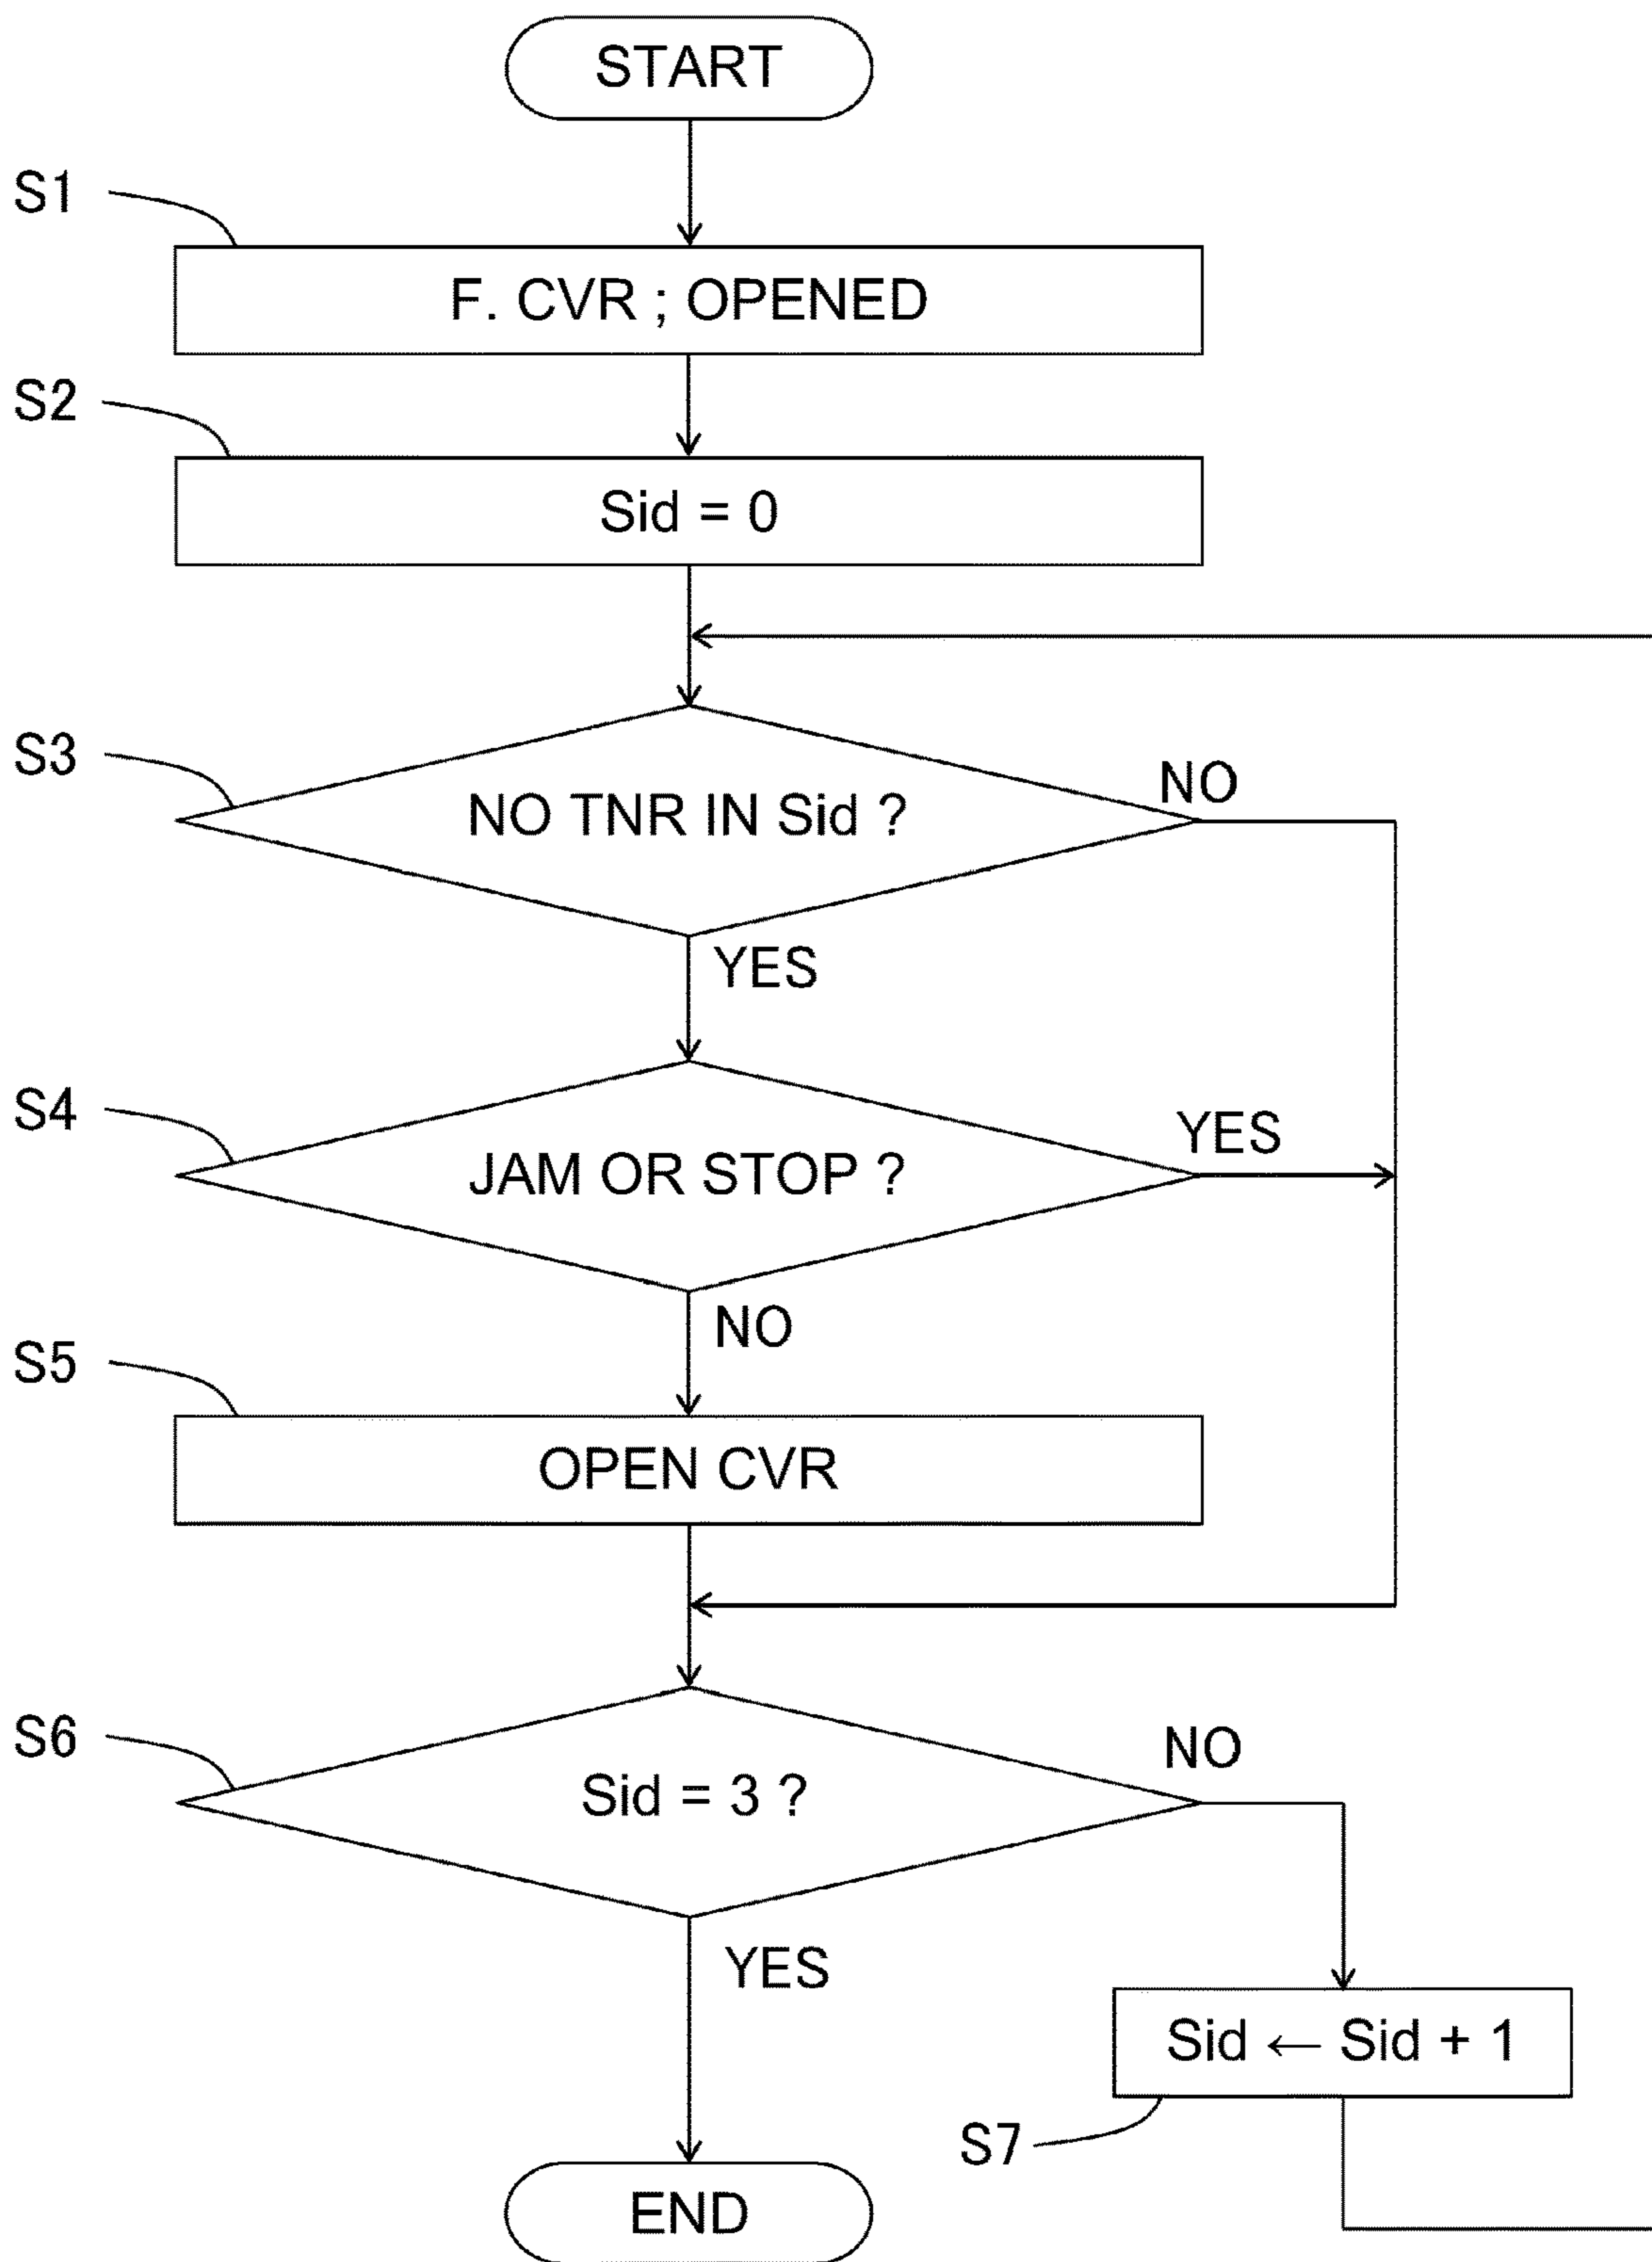 START
S1
F. CVR ; OPENED
S2
Sid = 0
S3
NO TNR IN Sid ?
NO
YES
S4
JAM OR STOP ?
YES
NO
S5
OPEN CVR
S6
Sid = 3 ?
NO
YES
Sid ← Sid + 1
S7
END